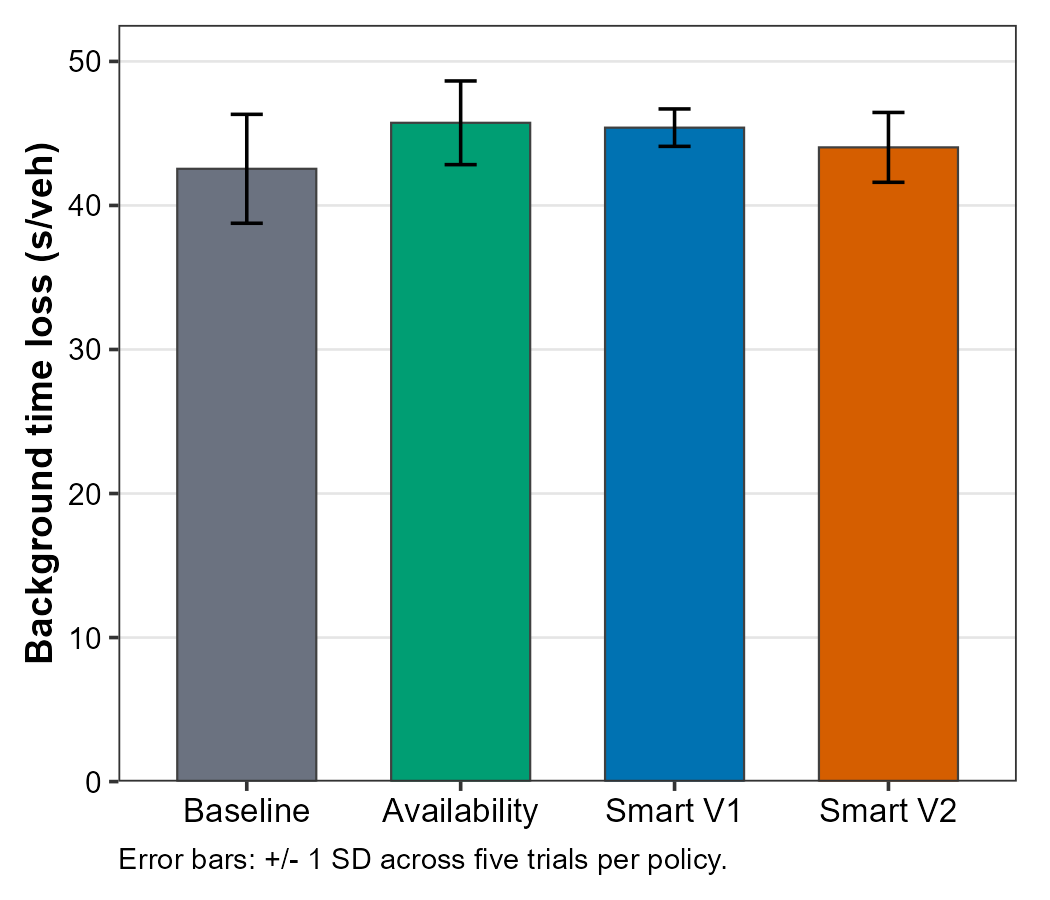 Background time loss (s/veh)
50
40
30
20
10
0
Baseline Availability Smart V1 Smart V2
Error bars: +/- 1 SD across five trials per policy.